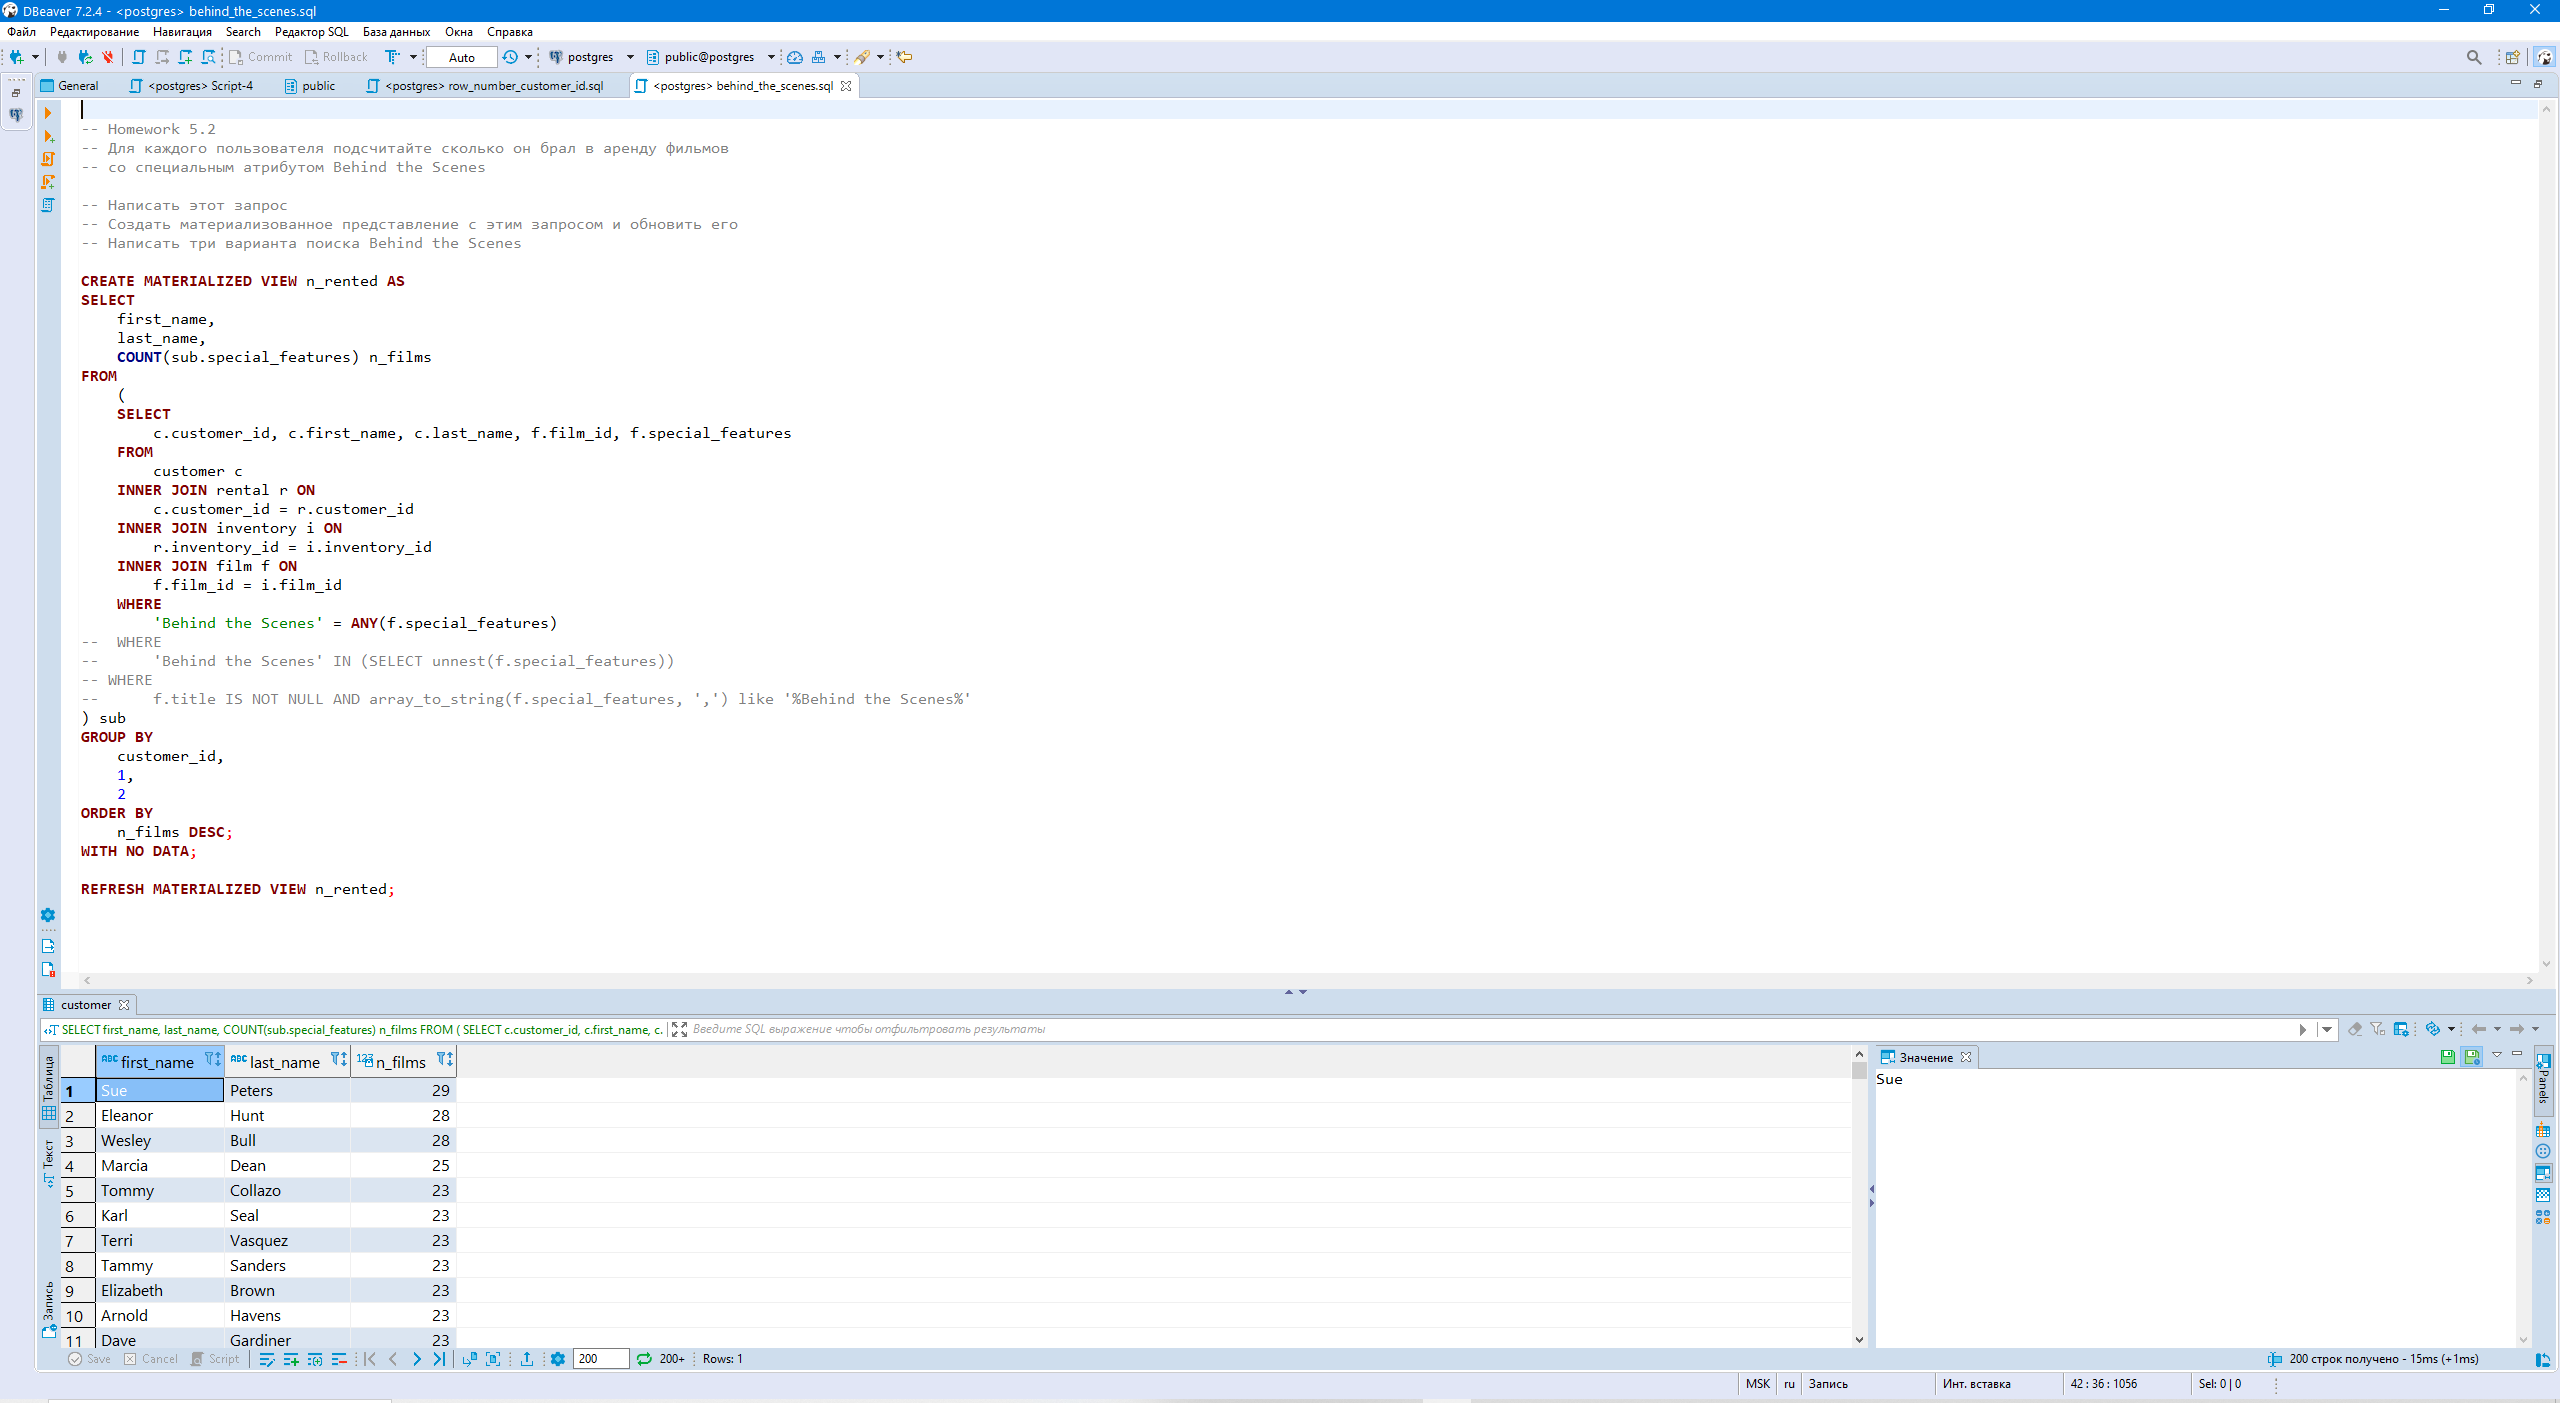 DBeaver 7.2.4 - <postgres> behind_the_scenes.sql
Файл Редактирование Навигация Search Редактор SQL База данных Окна Справка
Commit Rollback Auto postgres public@postgres
General <postgres> Script-4 public <postgres> row_number_customer_id.sql <postgres> behind_the_scenes.sql
-- Homework 5.2
-- Для каждого пользователя подсчитайте сколько он брал в аренду фильмов
-- со специальным атрибутом Behind the Scenes
-- Написать этот запрос
-- Создать материализованное представление с этим запросом и обновить его
-- Написать три варианта поиска Behind the Scenes
CREATE MATERIALIZED VIEW n_rented AS
SELECT
first_name,
last_name,
COUNT(sub.special_features) n_films
FROM
(
SELECT
c.customer_id, c.first_name, c.last_name, f.film_id, f.special_features
FROM
customer c
INNER JOIN rental r ON
c.customer_id = r.customer_id
INNER JOIN inventory i ON
r.inventory_id = i.inventory_id
INNER JOIN film f ON
f.film_id = i.film_id
WHERE
'Behind the Scenes' = ANY(f.special_features)
-- WHERE
-- 'Behind the Scenes' IN (SELECT unnest(f.special_features))
-- WHERE
-- f.title IS NOT NULL AND array_to_string(f.special_features, ',') like '%Behind the Scenes%'
) sub
GROUP BY
customer_id,
1,
2
ORDER BY
n_films DESC;
WITH NO DATA;
REFRESH MATERIALIZED VIEW n_rented;
customer
SELECT first_name, last_name, COUNT(sub.special_features) n_films FROM ( SELECT c.customer_id, c.first_name, c. Введите SQL выражение чтобы отфильтровать результаты
Таблица
Текст
Запись
ABC first_name ABC last_name 123 n_films
1 Sue Peters 29
2 Eleanor Hunt 28
3 Wesley Bull 28
4 Marcia Dean 25
5 Tommy Collazo 23
6 Karl Seal 23
7 Terri Vasquez 23
8 Tammy Sanders 23
9 Elizabeth Brown 23
10 Arnold Havens 23
11 Dave Gardiner 23
Значение
Sue
Panels
Save Cancel Script 200 200+ Rows: 1
200 строк получено - 15ms (+1ms)
MSK ru Запись Инт. вставка 42 : 36 : 1056 Sel: 0 | 0